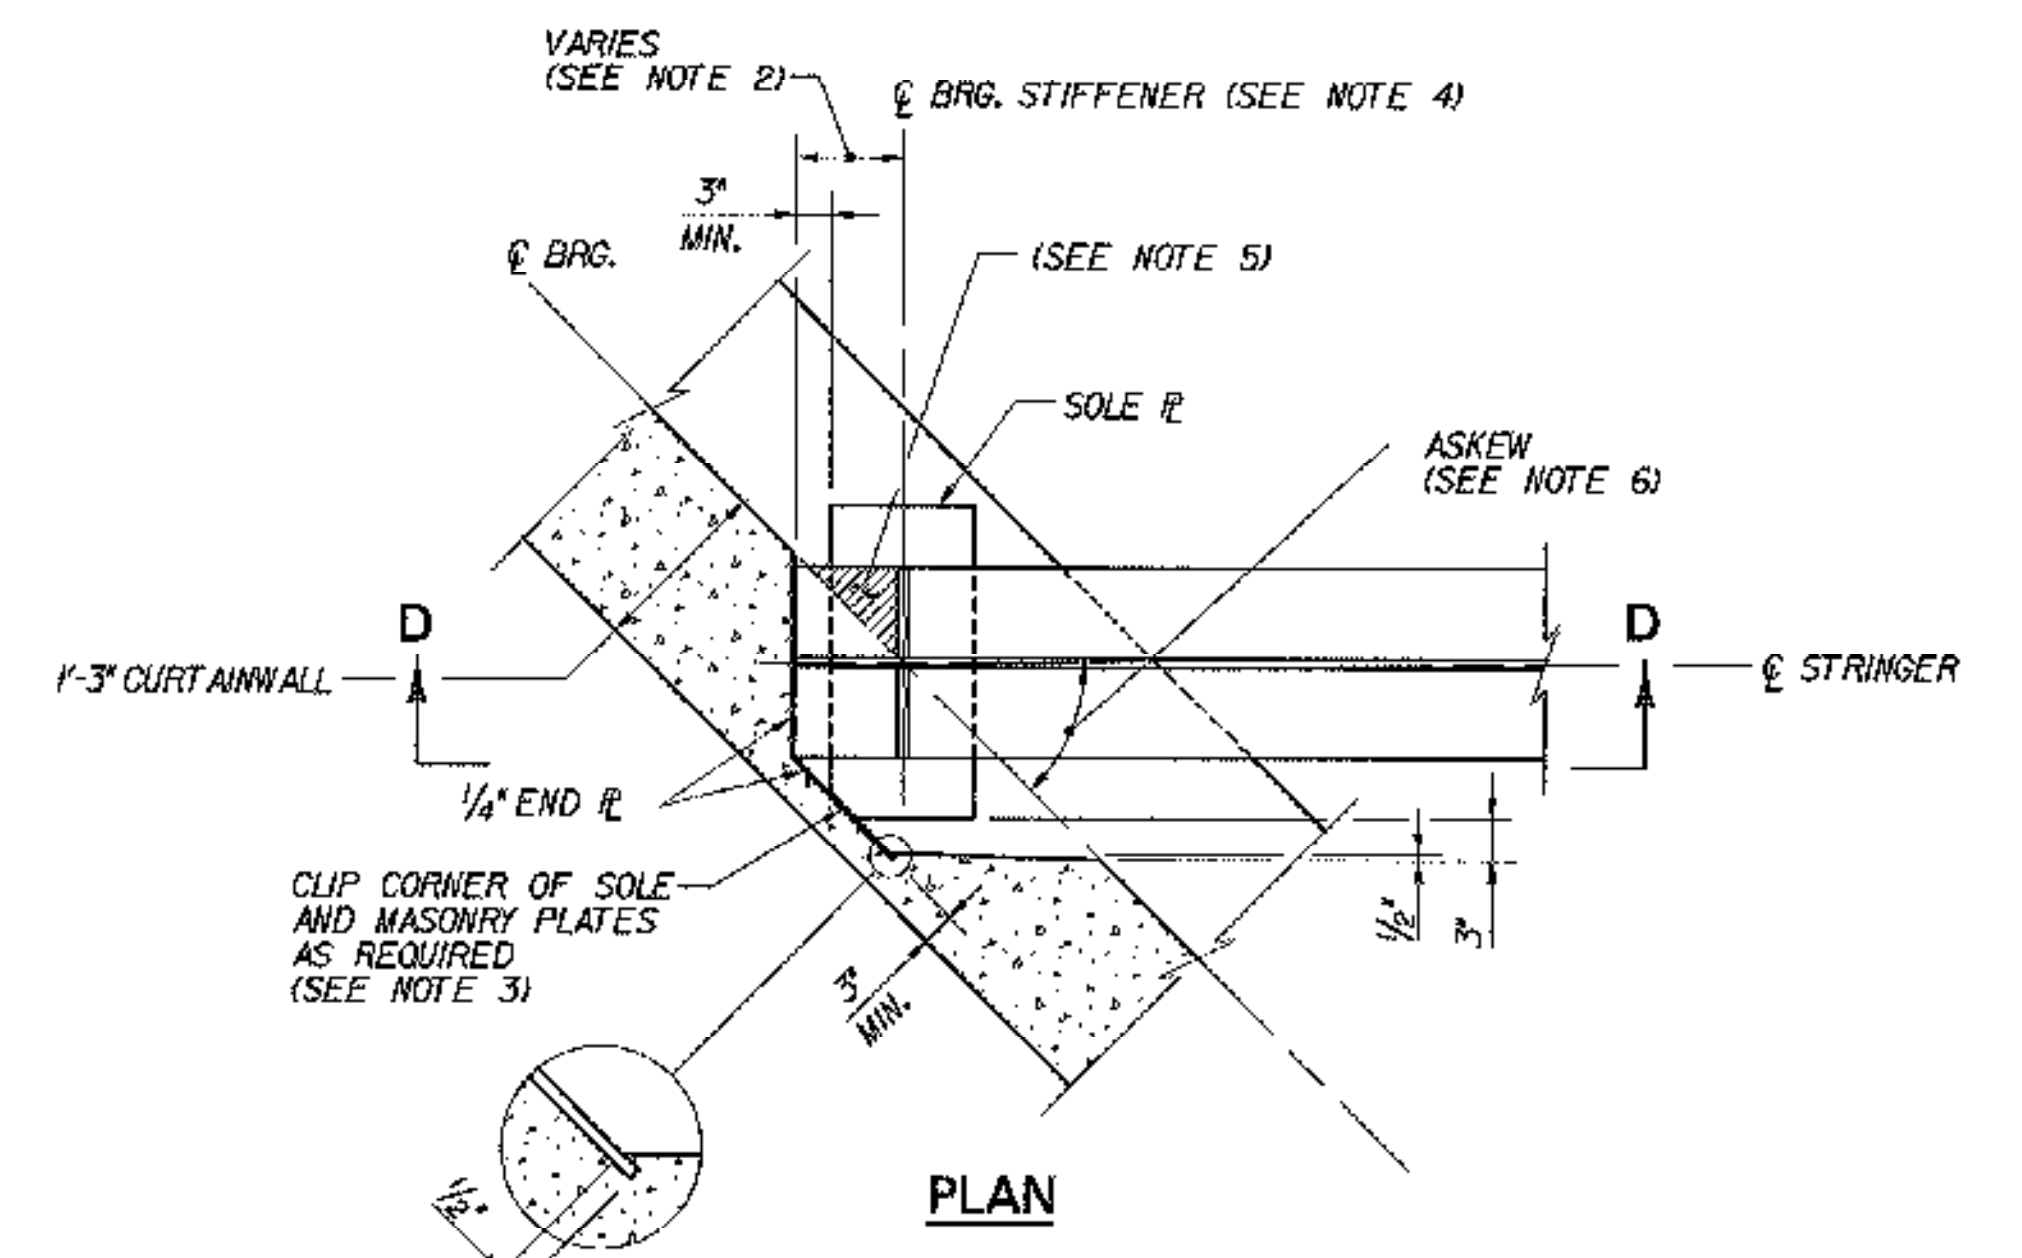 VARIES
(SEE NOTE 2)
℄ BRG. STIFFENER (SEE NOTE 4)
3"
MIN.
℄ BRG.
(SEE NOTE 5)
SOLE ℙL
ASKEW
(SEE NOTE 6)
D
D
1'-3" CURTAINWALL
℄ STRINGER
1/4" END ℙL
CLIP CORNER OF SOLE
AND MASONRY PLATES
AS REQUIRED
(SEE NOTE 3)
1/2"
3"
3"
MIN.
1/2"
PLAN